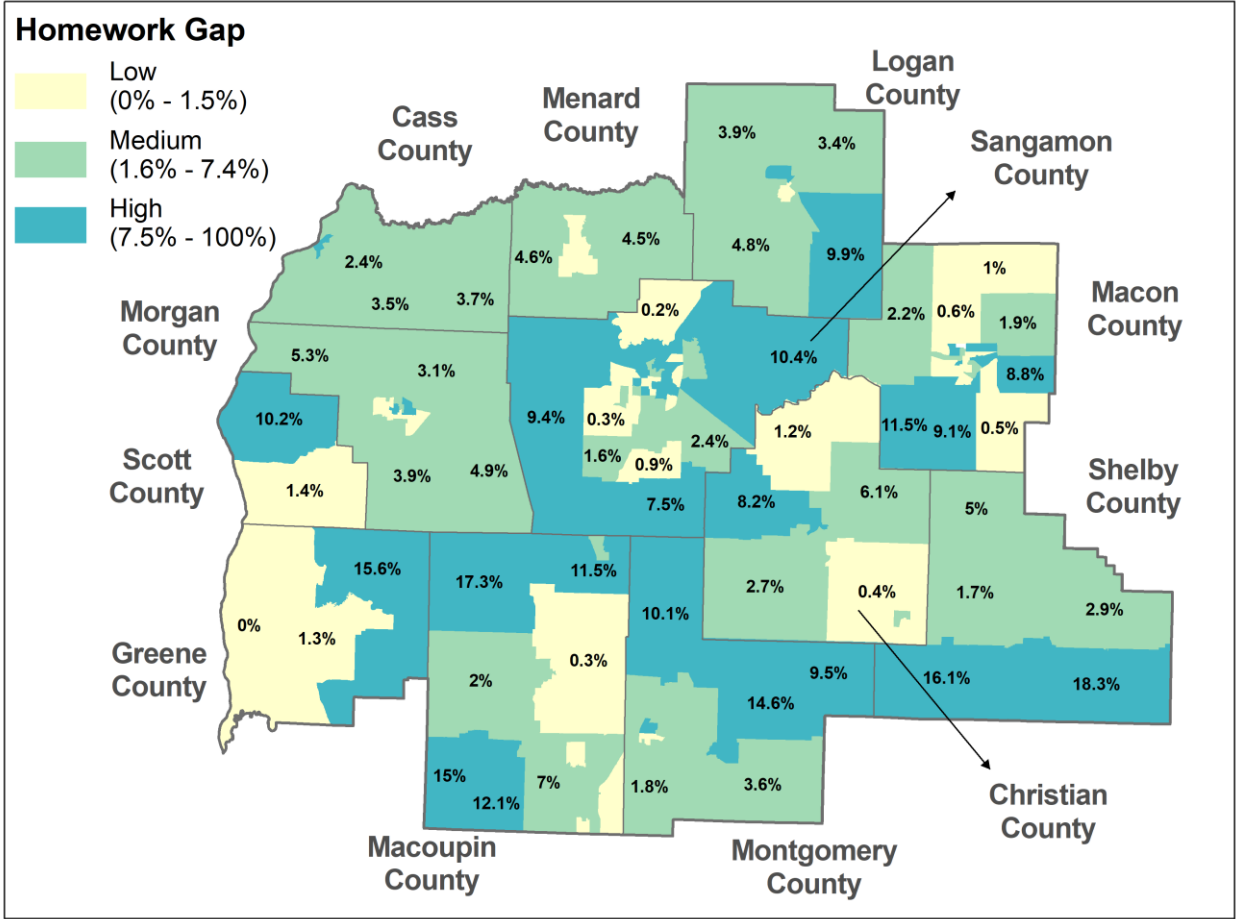 Homework Gap
Low
(0% - 1.5%)
Medium
(1.6% - 7.4%)
High
(7.5% - 100%)
Cass
County
Menard
County
Logan
County
Sangamon
County
Morgan
County
Macon
County
Scott
County
Shelby
County
Greene
County
Macoupin
County
Montgomery
County
Christian
County
3.9%
3.4%
4.8%
9.9%
4.6%
4.5%
2.4%
3.5%
3.7%
0.2%
10.4%
2.2%
0.6%
1%
1.9%
8.8%
5.3%
3.1%
10.2%
9.4%
0.3%
1.6%
0.9%
2.4%
7.5%
1.2%
11.5%
9.1%
0.5%
1.4%
3.9%
4.9%
8.2%
6.1%
5%
15.6%
17.3%
11.5%
10.1%
2.7%
0.4%
1.7%
2.9%
0%
1.3%
2%
0.3%
9.5%
14.6%
16.1%
18.3%
15%
12.1%
7%
1.8%
3.6%